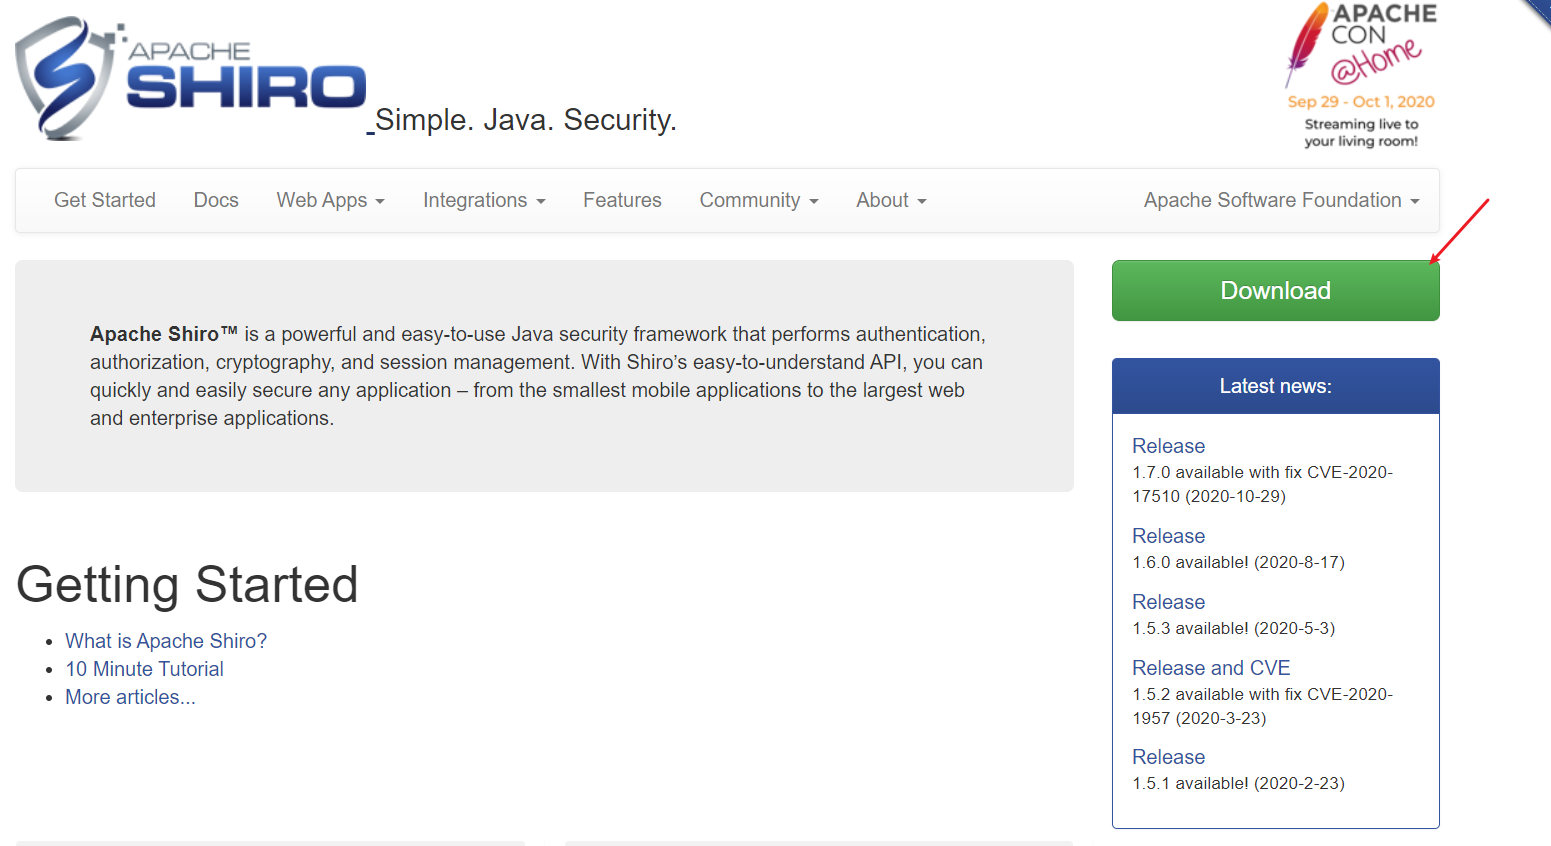 APACHE
SHIRO
Simple. Java. Security.
APACHE
CON
@Home
Sep 29 - Oct 1, 2020
Streaming live to
your living room!
Get Started Docs Web Apps Integrations Features Community About Apache Software Foundation
Apache Shiro™ is a powerful and easy-to-use Java security framework that performs authentication,
authorization, cryptography, and session management. With Shiro’s easy-to-understand API, you can
quickly and easily secure any application – from the smallest mobile applications to the largest web
and enterprise applications.
Getting Started
What is Apache Shiro?
10 Minute Tutorial
More articles...
Download
Latest news:
Release
1.7.0 available with fix CVE-2020-
17510 (2020-10-29)
Release
1.6.0 available! (2020-8-17)
Release
1.5.3 available! (2020-5-3)
Release and CVE
1.5.2 available with fix CVE-2020-
1957 (2020-3-23)
Release
1.5.1 available! (2020-2-23)